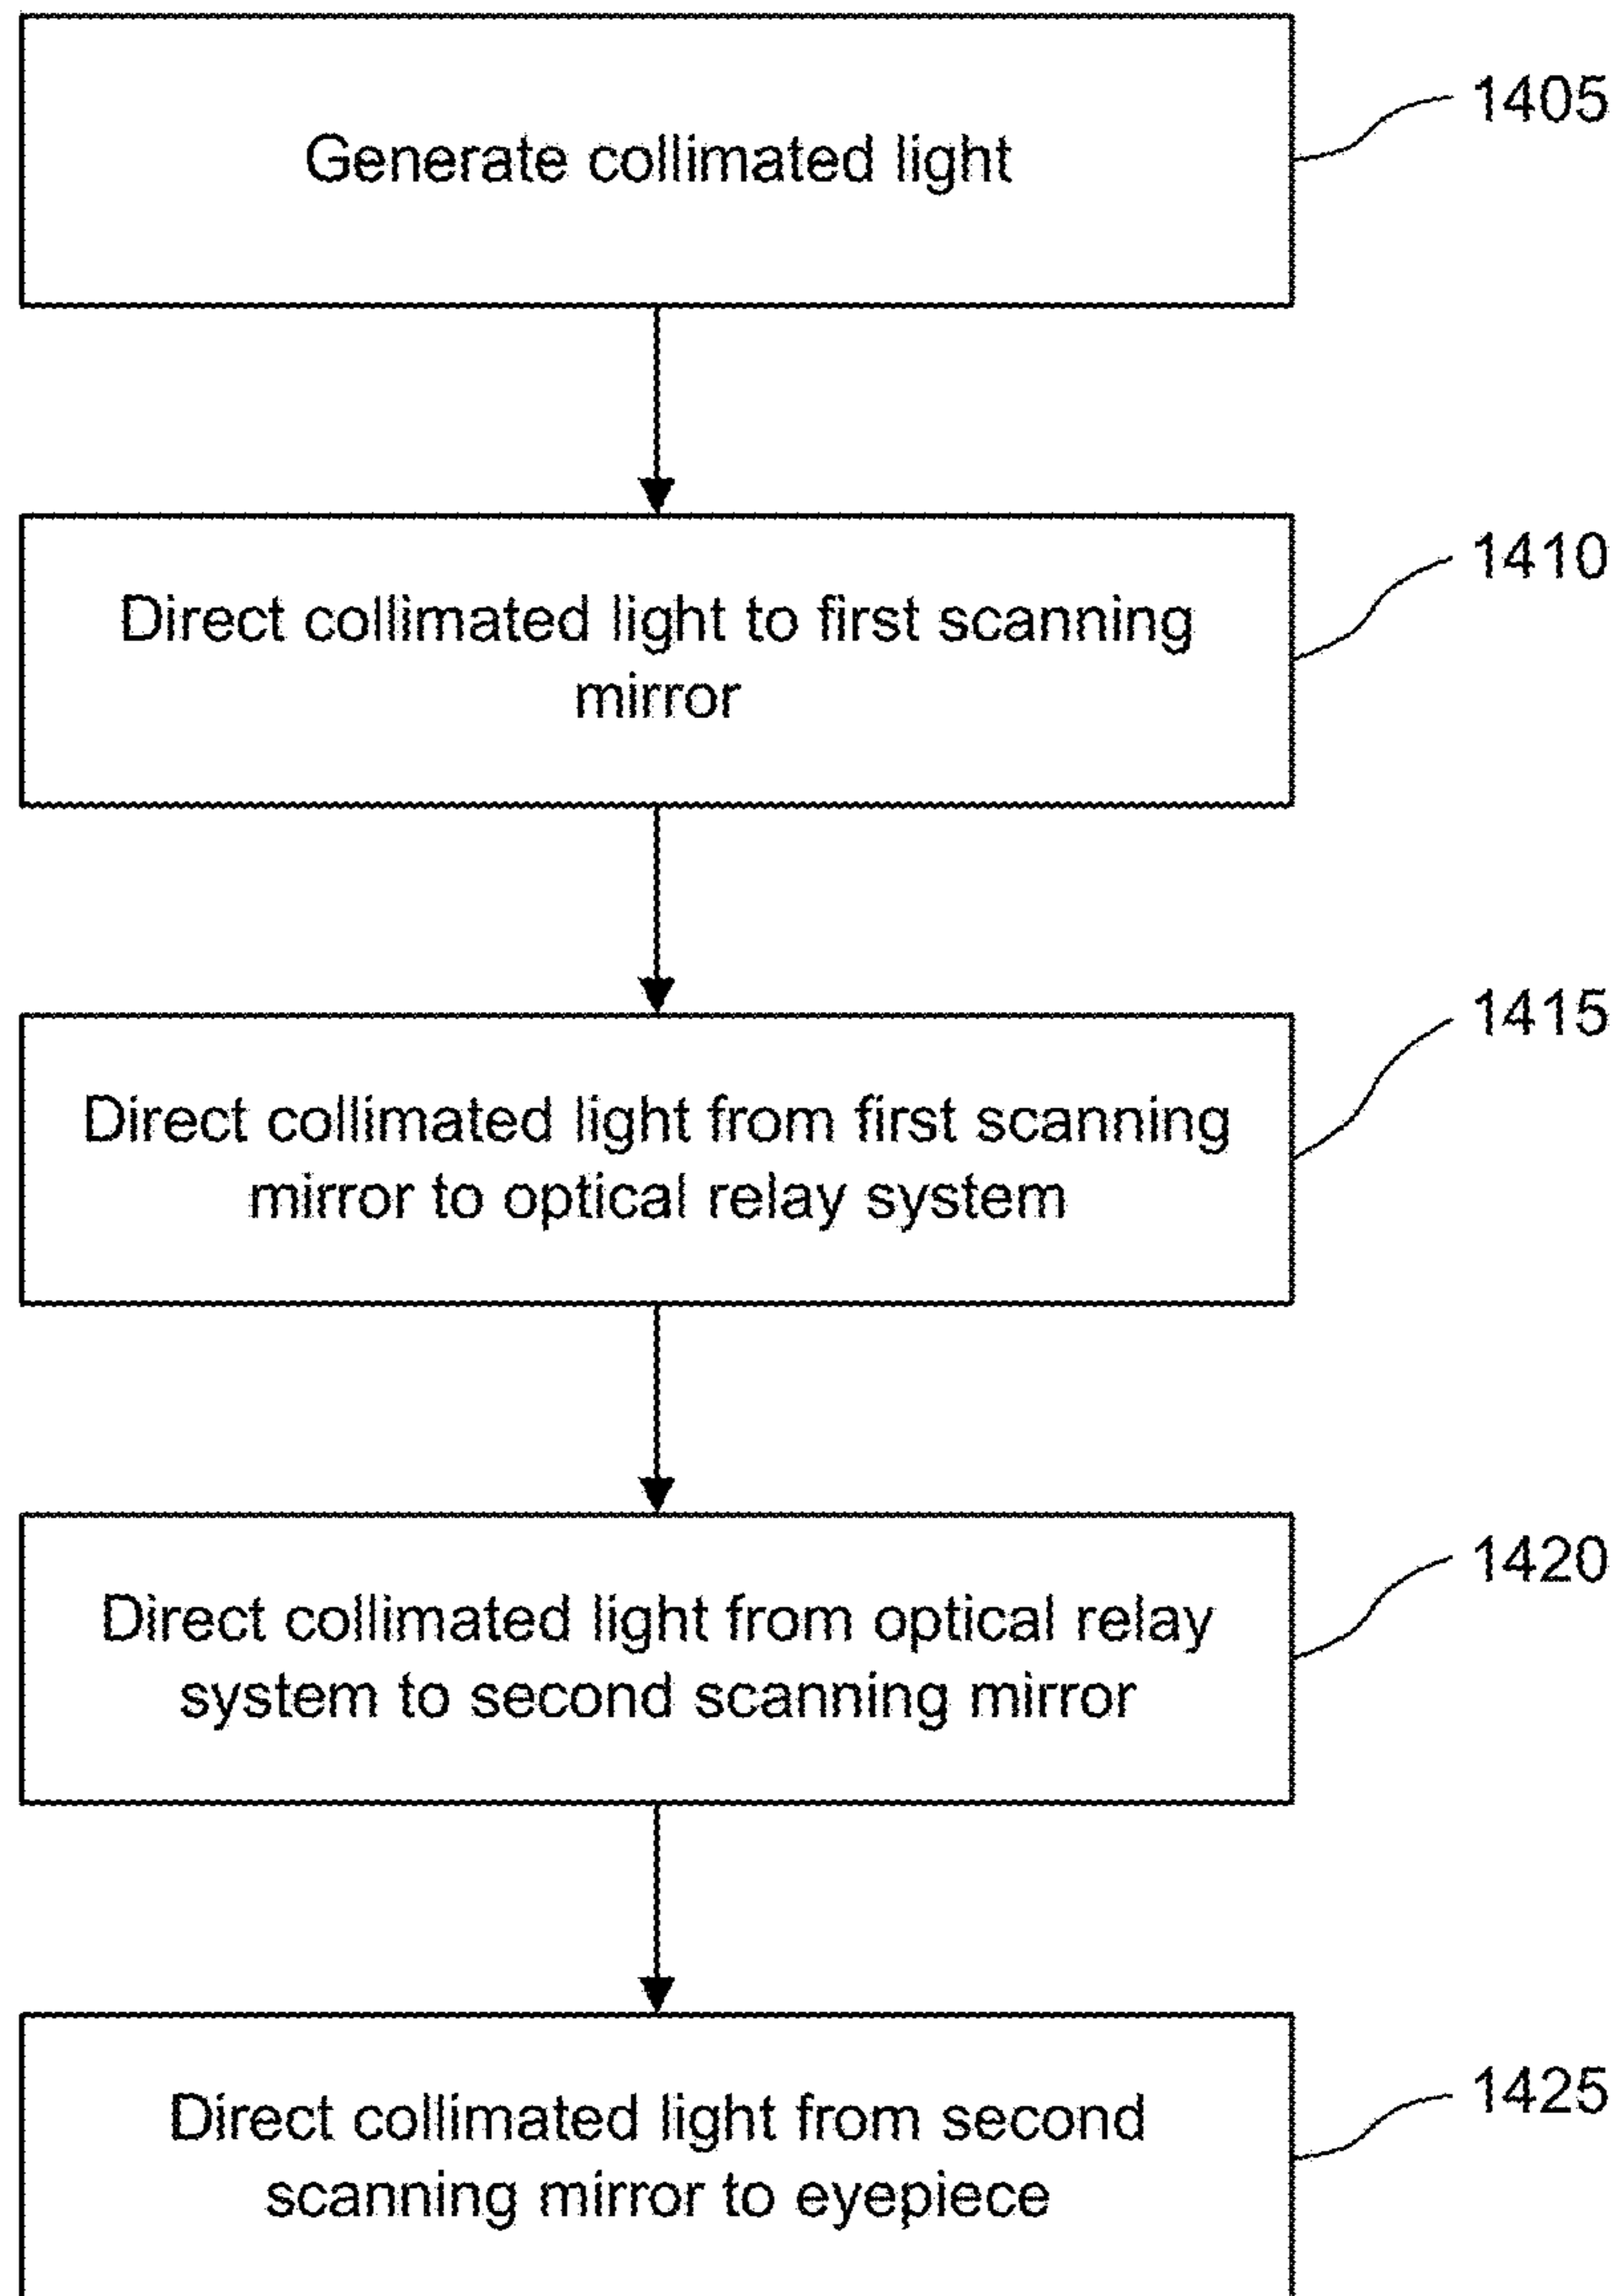 Generate collimated light
1405
Direct collimated light to first scanning
mirror
1410
Direct collimated light from first scanning
mirror to optical relay system
1415
Direct collimated light from optical relay
system to second scanning mirror
1420
Direct collimated light from second
scanning mirror to eyepiece
1425